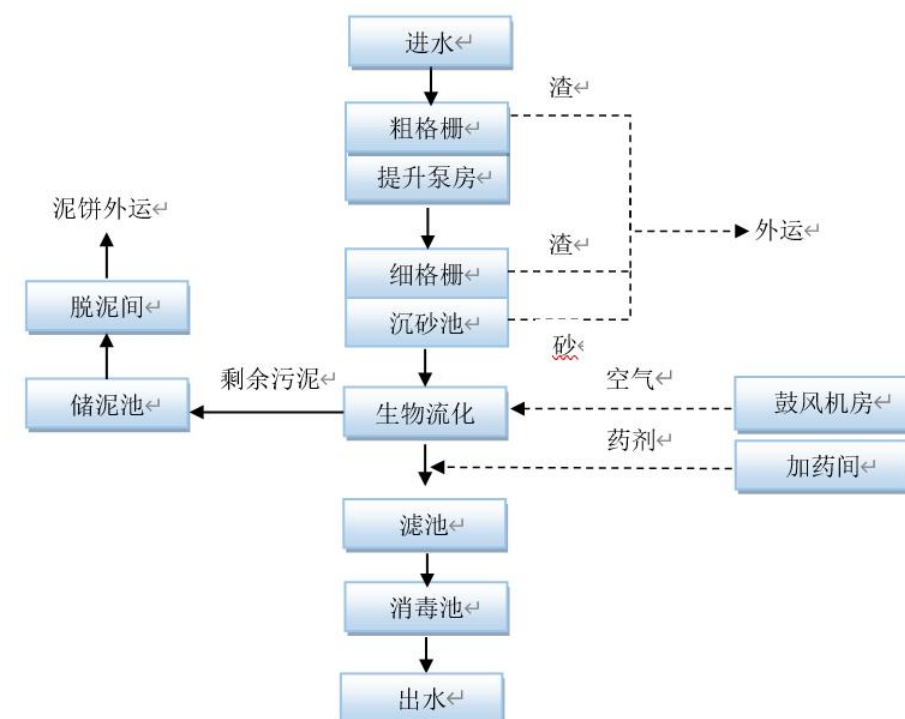 进水
渣
粗格栅
提升泵房
泥饼外运
外运
渣
细格栅
脱泥间
沉砂池
砂
剩余污泥
空气
储泥池
生物流化
鼓风机房
药剂
加药间
滤池
消毒池
出水